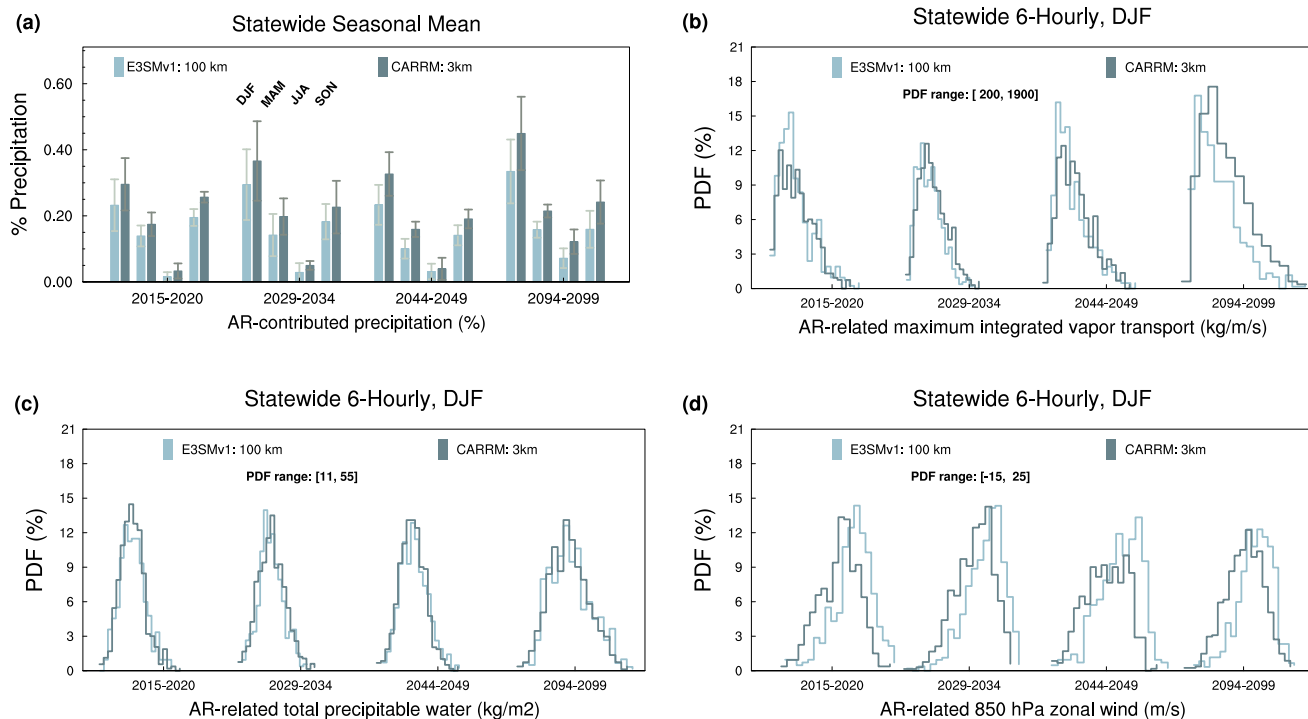 (a)
Statewide Seasonal Mean
E3SMv1: 100 km
CARRM: 3km
DJF
MAM
JJA
SON
% Precipitation
0.60
0.40
0.20
0.00
2015-2020
2029-2034
2044-2049
2094-2099
AR-contributed precipitation (%)
(b)
Statewide 6-Hourly, DJF
E3SMv1: 100 km
CARRM: 3km
PDF range: [ 200, 1900]
PDF (%)
21
18
15
12
9
6
3
0
2015-2020
2029-2034
2044-2049
2094-2099
AR-related maximum integrated vapor transport (kg/m/s)
(c)
Statewide 6-Hourly, DJF
E3SMv1: 100 km
CARRM: 3km
PDF range: [11, 55]
PDF (%)
21
18
15
12
9
6
3
0
2015-2020
2029-2034
2044-2049
2094-2099
AR-related total precipitable water (kg/m2)
(d)
Statewide 6-Hourly, DJF
E3SMv1: 100 km
CARRM: 3km
PDF range: [-15, 25]
PDF (%)
21
18
15
12
9
6
3
0
2015-2020
2029-2034
2044-2049
2094-2099
AR-related 850 hPa zonal wind (m/s)